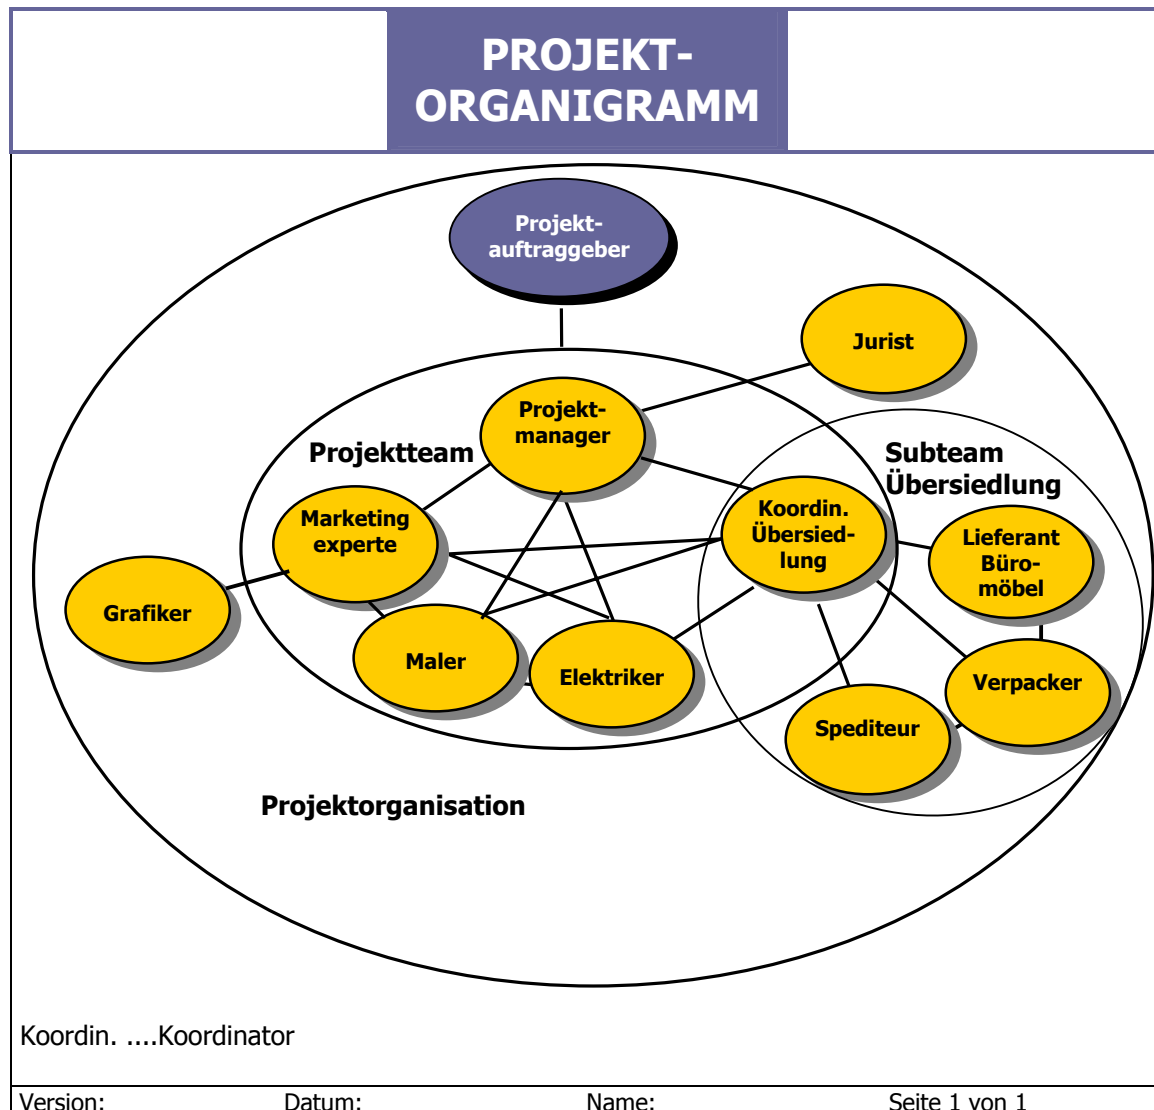 PROJEKT-
ORGANIGRAMM
Projekt-
auftraggeber
Jurist
Projekt-
manager
Projektteam
Subteam
Übersiedlung
Marketing
experte
Koordin.
Übersied-
lung
Lieferant
Büro-
möbel
Grafiker
Maler
Elektriker
Verpacker
Spediteur
Projektorganisation
Koordin. ....Koordinator
Version: Datum: Name: Seite 1 von 1